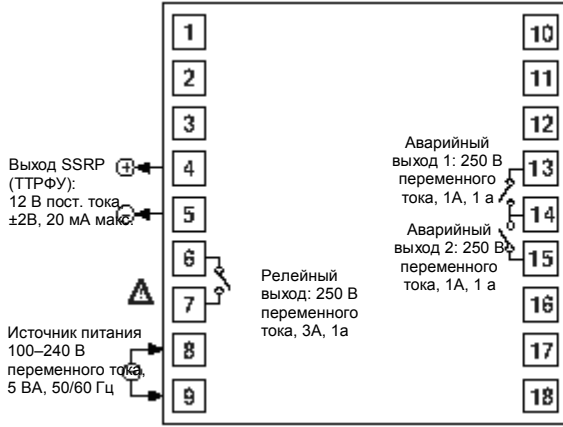 1
2
3
4
5
6
7
8
9
10
11
12
13
14
15
16
17
18
Выход SSRP
(ТТРФУ):
12 В пост. тока
±2В, 20 мА макс.
Источник питания
100–240 В
переменного тока,
5 ВА, 50/60 Гц
Релейный
выход: 250 В
переменного
тока, 3А, 1а
Аварийный
выход 1: 250 В
переменного
тока, 1А, 1 а
Аварийный
выход 2: 250 В
переменного
тока, 1А, 1 а